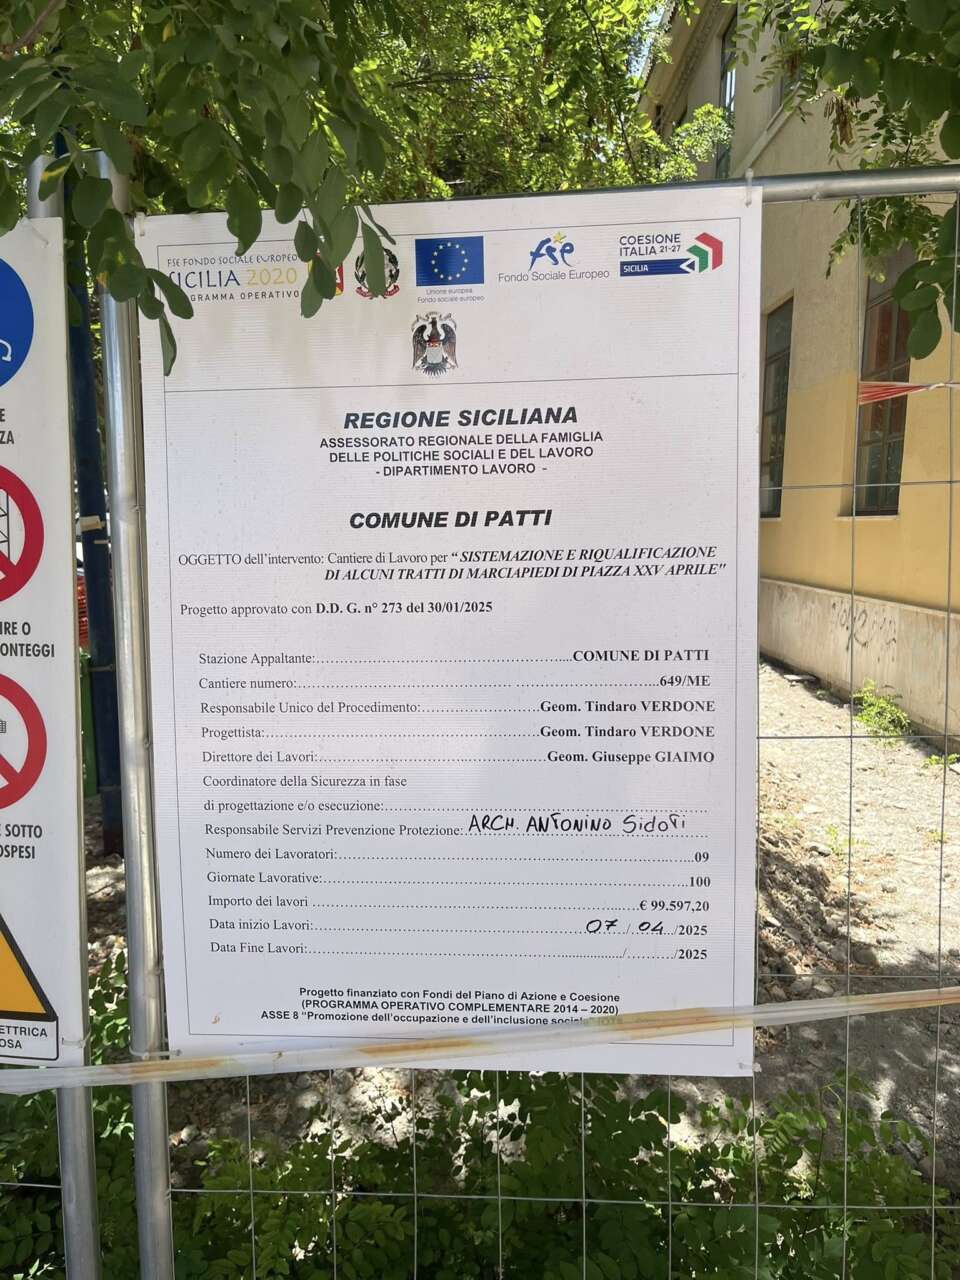 FSE FONDO SOCIALE EUROPEO
SICILIA 2020
PROGRAMMA OPERATIVO
Unione europea
Fondo sociale europeo
fse
Fondo Sociale Europeo
COESIONE
ITALIA 21-27
SICILIA
REGIONE SICILIANA
ASSESSORATO REGIONALE DELLA FAMIGLIA
DELLE POLITICHE SOCIALI E DEL LAVORO
- DIPARTIMENTO LAVORO -
COMUNE DI PATTI
OGGETTO dell'intervento: Cantiere di Lavoro per " SISTEMAZIONE E RIQUALIFICAZIONE
DI ALCUNI TRATTI DI MARCIAPIEDI DI PIAZZA XXV APRILE"
Progetto approvato con D.D. G. n° 273 del 30/01/2025
Stazione Appaltante:....................COMUNE DI PATTI
Cantiere numero:....................649/ME
Responsabile Unico del Procedimento:....................Geom. Tindaro VERDONE
Progettista:....................Geom. Tindaro VERDONE
Direttore dei Lavori:....................Geom. Giuseppe GIAIMO
Coordinatore della Sicurezza in fase
di progettazione e/o esecuzione:....................
Responsabile Servizi Prevenzione Protezione: ARCH. ANTONINO SIDOTI
Numero dei Lavoratori:....................09
Giornate Lavorative:....................100
Importo dei lavori ....................€ 99.597,20
Data inizio Lavori:....................07/04/2025
Data Fine Lavori:..................../........../2025
Progetto finanziato con Fondi del Piano di Azione e Coesione
(PROGRAMMA OPERATIVO COMPLEMENTARE 2014 – 2020)
ASSE 8 "Promozione dell'occupazione e dell'inclusione sociale"
E
ZA
IRE O
ONTEGGI
E SOTTO
OSPESI
ETTRICA
OSA